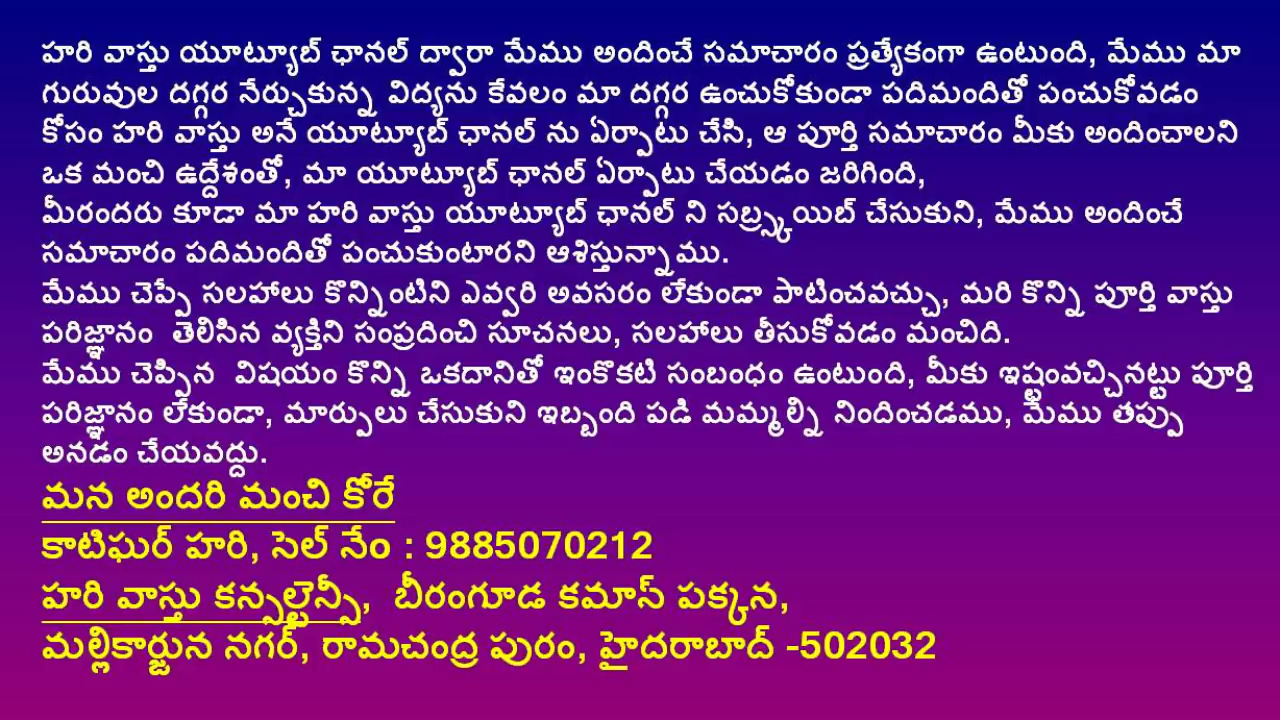 హరి వాస్తు యూట్యూబ్ ఛానల్ ద్వారా మేము అందించే సమాచారం ప్రత్యేకంగా ఉంటుంది, మేము మా
గురువుల దగ్గర నేర్చుకున్న విద్యను కేవలం మా దగ్గర ఉంచుకోకుండా పదిమందితో పంచుకోవడం
కోసం హరి వాస్తు అనే యూట్యూబ్ ఛానల్ ను ఏర్పాటు చేసి, ఆ పూర్తి సమాచారం మీకు అందించాలని
ఒక మంచి ఉద్దేశంతో, మా యూట్యూబ్ ఛానల్ ఏర్పాటు చేయడం జరిగింది,
మీరందరు కూడా మా హరి వాస్తు యూట్యూబ్ ఛానల్ ని సబ్ర్స్కయిబ్ చేసుకుని, మేము అందించే
సమాచారం పదిమందితో పంచుకుంటారని ఆశిస్తున్నాము.
మేము చెప్పే సలహాలు కొన్నింటిని ఎవ్వరి అవసరం లేకుండా పాటించవచ్చు, మరి కొన్ని పూర్తి వాస్తు
పరిజ్ఞానం తెలిసిన వ్యక్తిని సంప్రదించి సూచనలు, సలహాలు తీసుకోవడం మంచిది.
మేము చెప్పిన విషయం కొన్ని ఒకదానితో ఇంకొకటి సంబంధం ఉంటుంది, మీకు ఇష్టంవచ్చినట్టు పూర్తి
పరిజ్ఞానం లేకుండా, మార్పులు చేసుకుని ఇబ్బంది పడి మమ్మల్ని నిందించడము, మేము తప్పు
అనడం చేయవద్దు.
మన అందరి మంచి కోరే
కాటిఘర్ హరి, సెల్ నేం : 9885070212
హరి వాస్తు కన్సల్టెన్సీ, బీరంగూడ కమాన్ పక్కన,
మల్లికార్జున నగర్, రామచంద్ర పురం, హైదరాబాద్ -502032